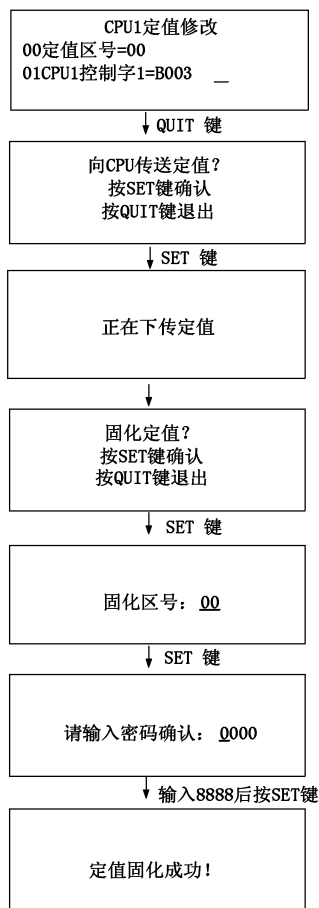 CPU1定值修改
00定值区号=00
01CPU1控制字1=B003 _
QUIT 键
向CPU传送定值?
按SET键确认
按QUIT键退出
SET 键
正在下传定值
固化定值?
按SET键确认
按QUIT键退出
SET 键
固化区号: 00
SET 键
请输入密码确认: 0000
输入8888后按SET键
定值固化成功!